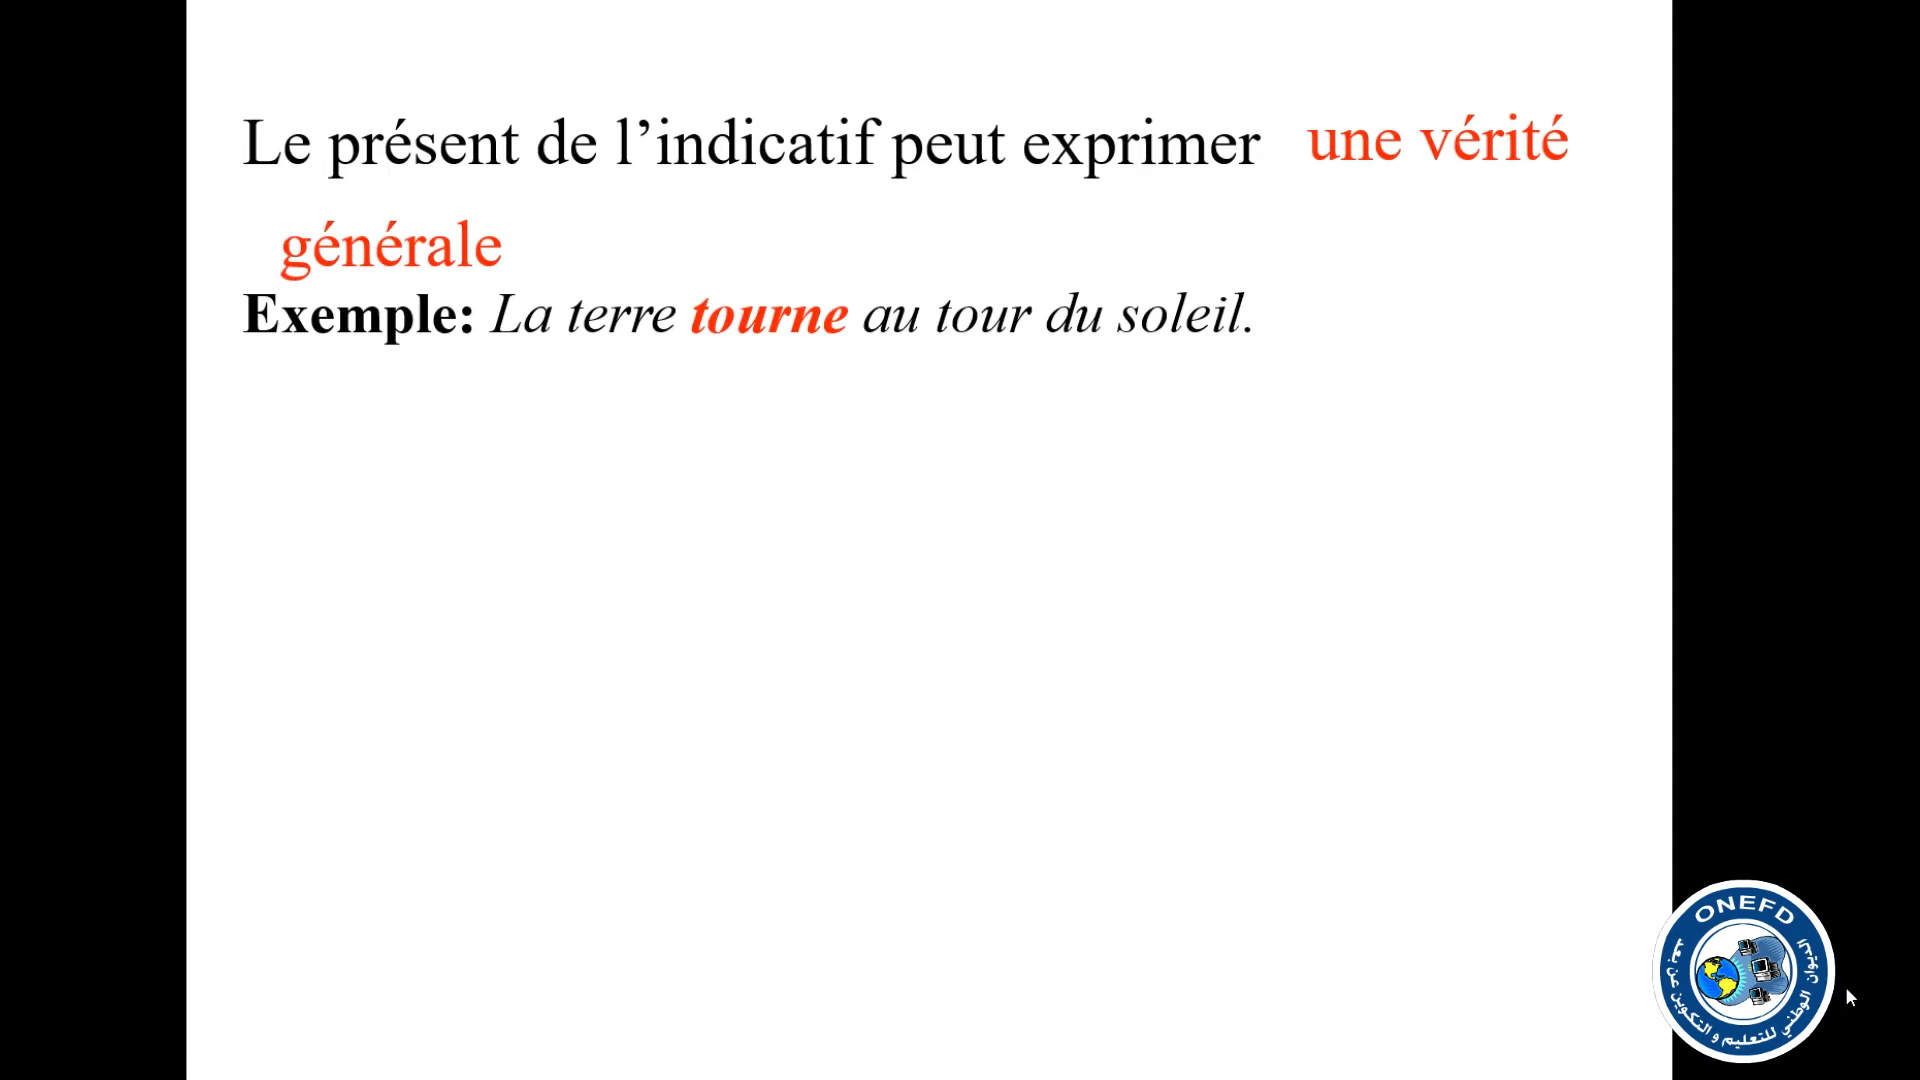 Le présent de l’indicatif peut exprimer une vérité
générale
Exemple: La terre tourne au tour du soleil.
ONEFD
الديوان الوطني للتعليم و التكوين عن بعد